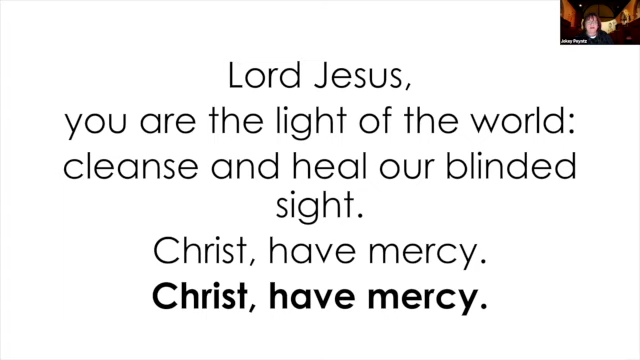 Lord Jesus,
you are the light of the world:
cleanse and heal our blinded
sight.
Christ, have mercy.
Christ, have mercy.